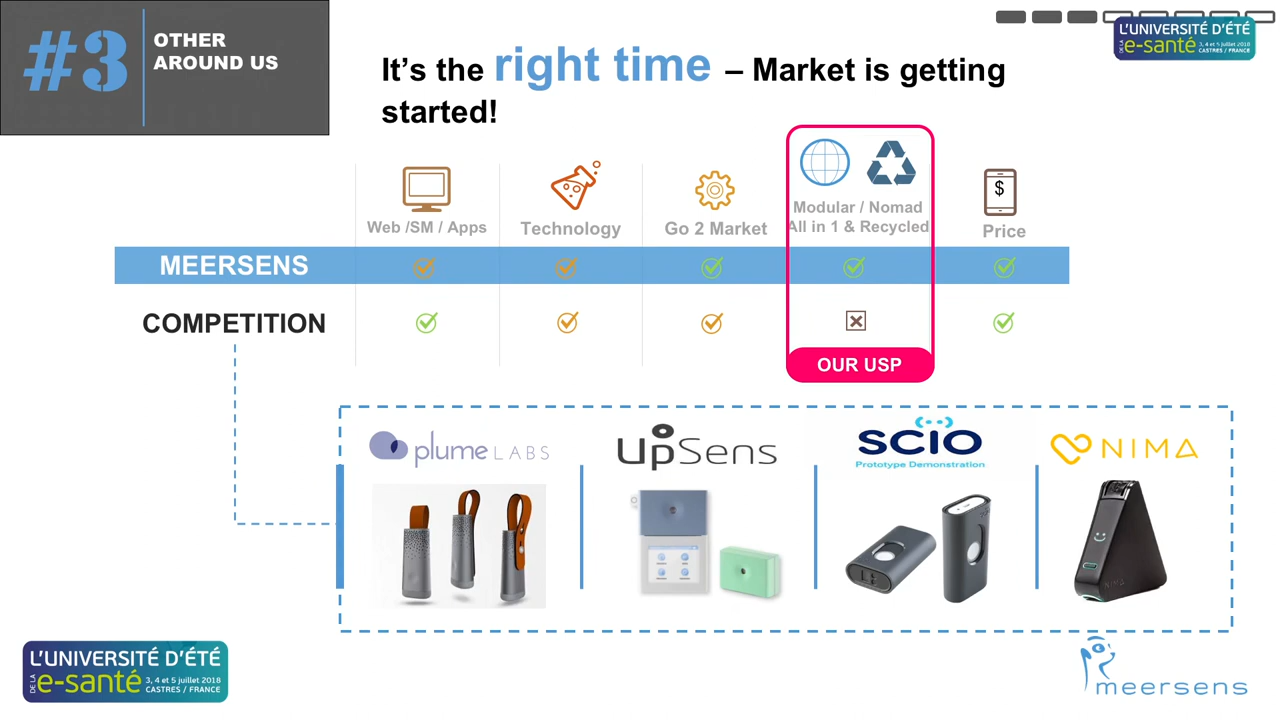 #3
OTHER
AROUND US
L'UNIVERSITÉ D'ÉTÉ
DE LA e-santé 3, 4 et 5 juillet 2018
CASTRES / FRANCE
It's the right time – Market is getting
started!
Web /SM / Apps
Technology
Go 2 Market
Modular / Nomad
All in 1 & Recycled
$
Price
MEERSENS
COMPETITION
OUR USP
plume LABS
UpSens
SCIO
Prototype Demonstration
NIMA
NIMA
L'UNIVERSITÉ D'ÉTÉ
DE LA e-santé 3, 4 et 5 juillet 2018
CASTRES / FRANCE
meersens